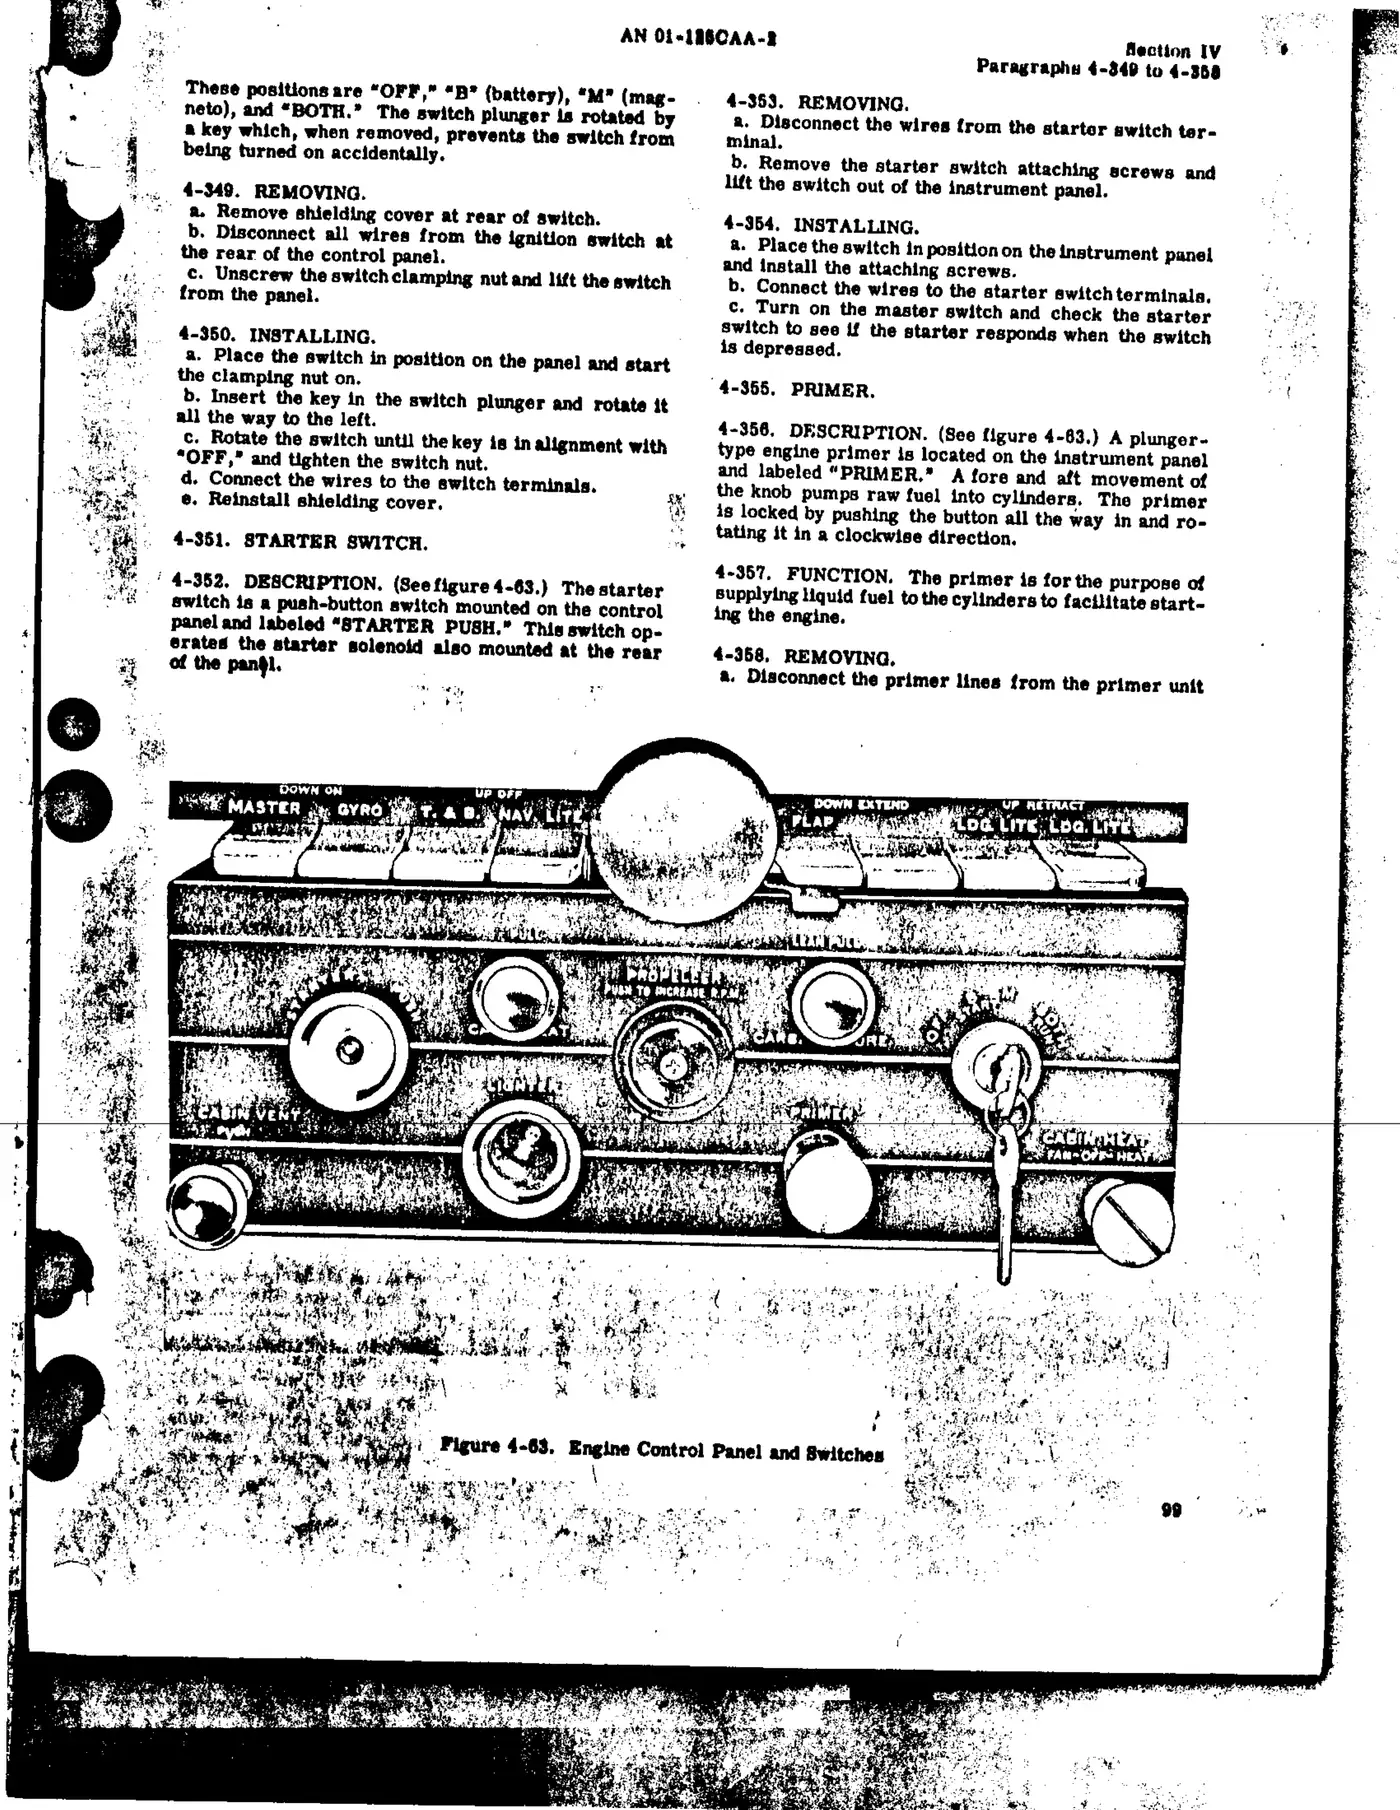 AN 01-125CAA-2
Section IV
Paragraphs 4-349 to 4-358
These positions are "OFF," "B" (battery), "M" (mag-
neto), and "BOTH." The switch plunger is rotated by
a key which, when removed, prevents the switch from
being turned on accidentally.
4-349. REMOVING.
a. Remove shielding cover at rear of switch.
b. Disconnect all wires from the ignition switch at
the rear of the control panel.
c. Unscrew the switch clamping nut and lift the switch
from the panel.
4-350. INSTALLING.
a. Place the switch in position on the panel and start
the clamping nut on.
b. Insert the key in the switch plunger and rotate it
all the way to the left.
c. Rotate the switch until the key is in alignment with
"OFF," and tighten the switch nut.
d. Connect the wires to the switch terminals.
e. Reinstall shielding cover.
4-351. STARTER SWITCH.
4-352. DESCRIPTION. (See figure 4-63.) The starter
switch is a push-button switch mounted on the control
panel and labeled "STARTER PUSH." This switch op-
erates the starter solenoid also mounted at the rear
of the panel.
4-353. REMOVING.
a. Disconnect the wires from the starter switch ter-
minal.
b. Remove the starter switch attaching screws and
lift the switch out of the instrument panel.
4-354. INSTALLING.
a. Place the switch in position on the instrument panel
and install the attaching screws.
b. Connect the wires to the starter switch terminals.
c. Turn on the master switch and check the starter
switch to see if the starter responds when the switch
is depressed.
4-355. PRIMER.
4-356. DESCRIPTION. (See figure 4-63.) A plunger-
type engine primer is located on the instrument panel
and labeled "PRIMER." A fore and aft movement of
the knob pumps raw fuel into cylinders. The primer
is locked by pushing the button all the way in and ro-
tating it in a clockwise direction.
4-357. FUNCTION. The primer is for the purpose of
supplying liquid fuel to the cylinders to facilitate start-
ing the engine.
4-358. REMOVING.
a. Disconnect the primer lines from the primer unit
DOWN ON UP OFF DOWN EXTEND UP RETRACT
MASTER GYRO T. & B. NAV. LITE FLAP LDG. LITE LDG. LITE
PULL LEAN PULL
STARTER PUSH
PROPELLER
PUSH TO INCREASE R.P.M.
CARB.
OFF B M BOTH
RUN
LIGHTER
CABIN VENT
PUSH
PRIMER
CABIN HEAT
FAN-OFF-HEAT
Figure 4-63. Engine Control Panel and Switches
99